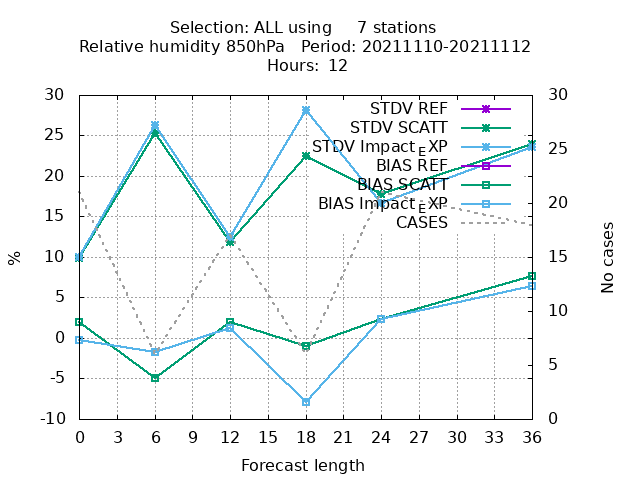 Selection: ALL using 7 stations
Relative humidity 850hPa Period: 20211110-20211112
Hours: 12
30
25
20
15
10
5
0
-5
-10
%
30
25
20
15
10
5
0
No cases
STDV REF
STDV SCATT
STDV Impact_EXP
BIAS REF
BIAS SCATT
BIAS Impact_EXP
CASES
0 3 6 9 12 15 18 21 24 27 30 33 36
Forecast length